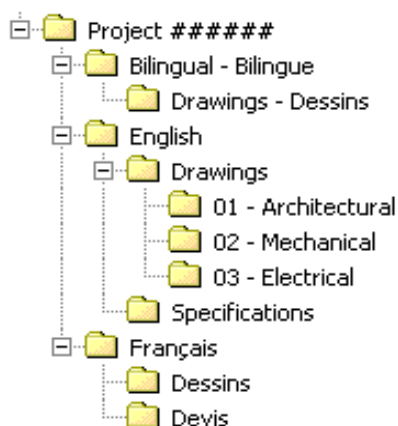 Project ######
Bilingual - Bilingue
Drawings - Dessins
English
Drawings
01 - Architectural
02 - Mechanical
03 - Electrical
Specifications
Français
Dessins
Devis